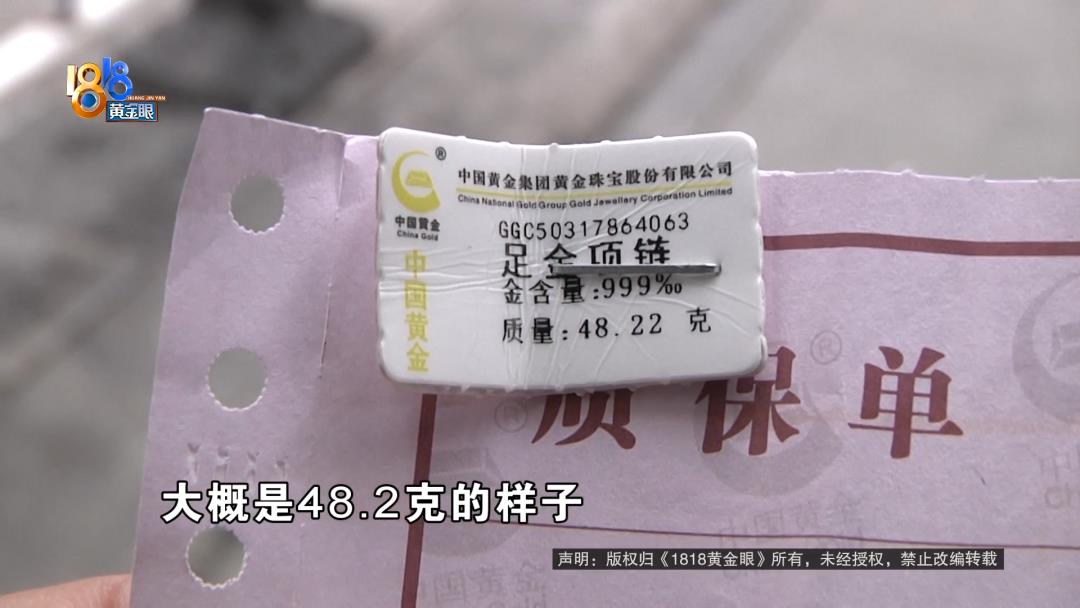 1818
HUANG JIN YAN
黄金眼
®
中国黄金
China Gold
中国黄金
中国黄金集团黄金珠宝股份有限公司
China National Gold Group Gold Jewellery Corporation Limited
GGC50317864063
足金项链
金含量:999‰
质量:48.22 克
质保单
大概是48.2克的样子
声明：版权归《1818黄金眼》所有，未经授权，禁止改编转载